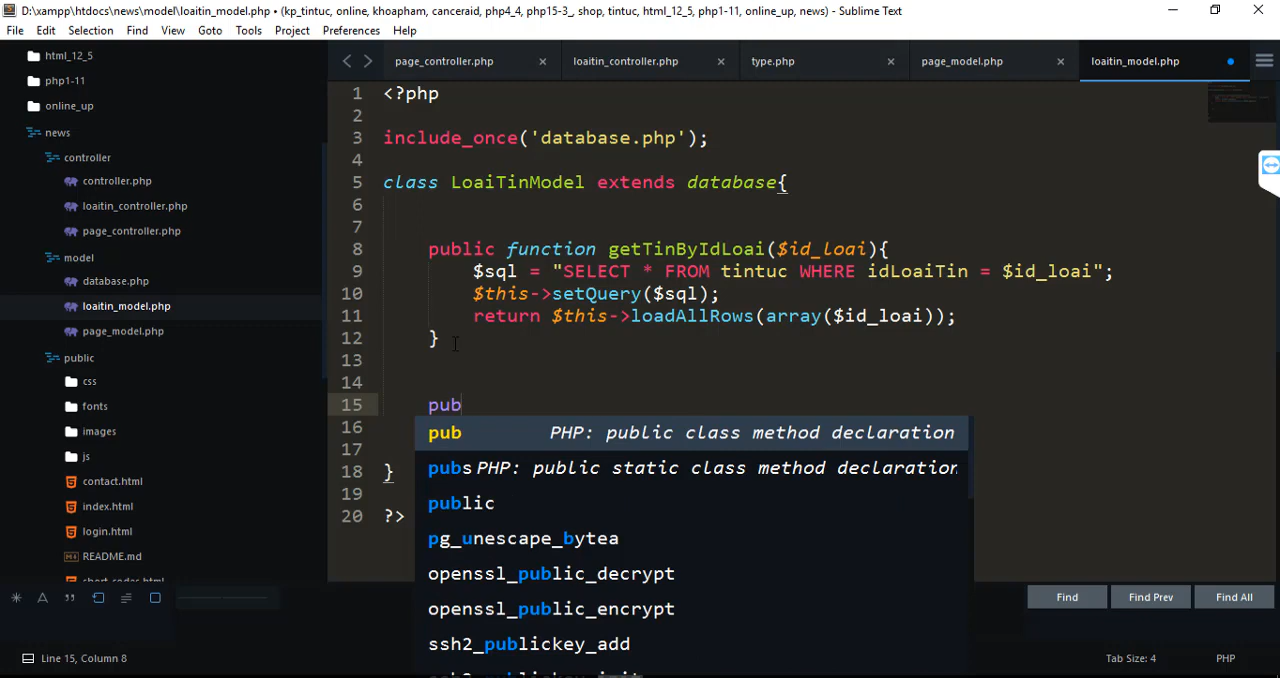 D:\xampp\htdocs\news\model\loaitin_model.php • (kp_tintuc, online, khoapham, canceraid, php4_4, php15-3_, shop, tintuc, html_12_5, php1-11, online_up, news) - Sublime Text
File Edit Selection Find View Goto Tools Project Preferences Help
html_12_5
php1-11
online_up
news
controller
controller.php
loaitin_controller.php
page_controller.php
model
database.php
loaitin_model.php
page_model.php
public
css
fonts
images
js
contact.html
index.html
login.html
README.md
short-codes.html
page_controller.php
loaitin_controller.php
type.php
page_model.php
loaitin_model.php
1 <?php
2
3 include_once('database.php');
4
5 class LoaiTinModel extends database{
6
7
8 public function getTinByIdLoai($id_loai){
9 $sql = "SELECT * FROM tintuc WHERE idLoaiTin = $id_loai";
10 $this->setQuery($sql);
11 return $this->loadAllRows(array($id_loai));
12 }
13
14
15 pub
16
17
18 }
19
20 ?>
pub PHP: public class method declaration
pubs PHP: public static class method declaration
public
pg_unescape_bytea
openssl_public_decrypt
openssl_public_encrypt
ssh2_publickey_add
Find Find Prev Find All
Line 15, Column 8
Tab Size: 4 PHP